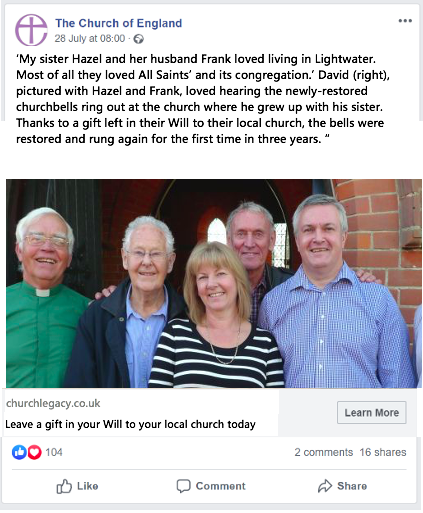 The Church of England
28 July at 08:00 ·
‘My sister Hazel and her husband Frank loved living in Lightwater.
Most of all they loved All Saints’ and its congregation.’ David (right),
pictured with Hazel and Frank, loved hearing the newly-restored
churchbells ring out at the church where he grew up with his sister.
Thanks to a gift left in their Will to their local church, the bells were
restored and rung again for the first time in three years. “
churchlegacy.co.uk
Learn More
Leave a gift in your Will to your local church today
104
2 comments 16 shares
Like Comment Share